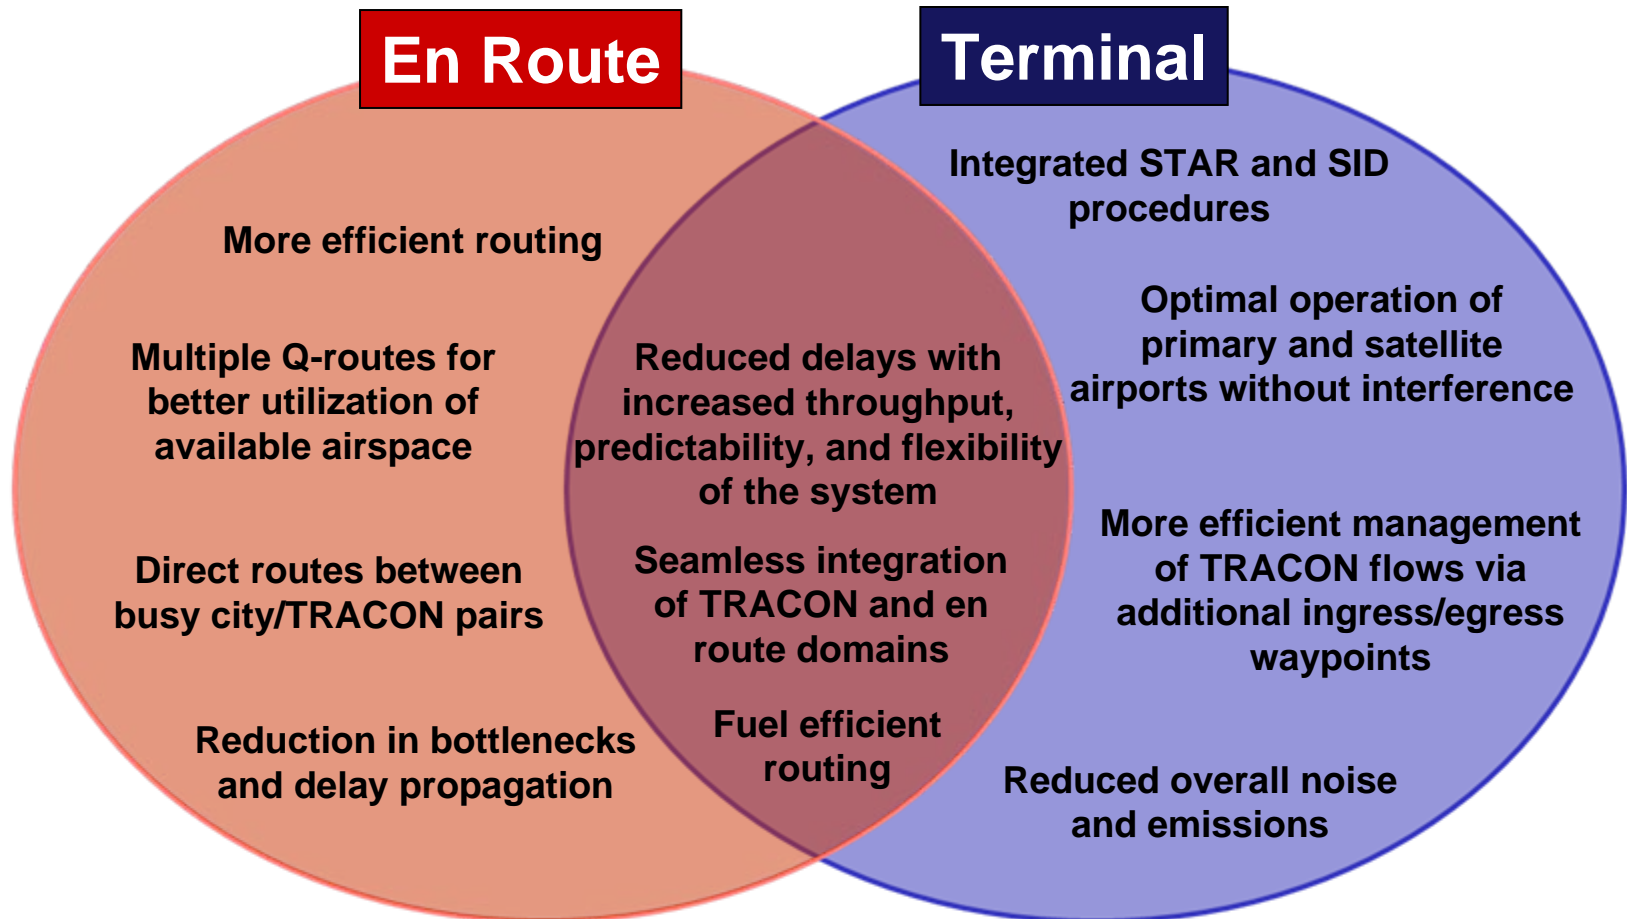 En Route
Terminal
More efficient routing
Multiple Q-routes for
better utilization of
available airspace
Direct routes between
busy city/TRACON pairs
Reduction in bottlenecks
and delay propagation
Reduced delays with
increased throughput,
predictability, and flexibility
of the system
Seamless integration
of TRACON and en
route domains
Fuel efficient
routing
Integrated STAR and SID
procedures
Optimal operation of
primary and satellite
airports without interference
More efficient management
of TRACON flows via
additional ingress/egress
waypoints
Reduced overall noise
and emissions